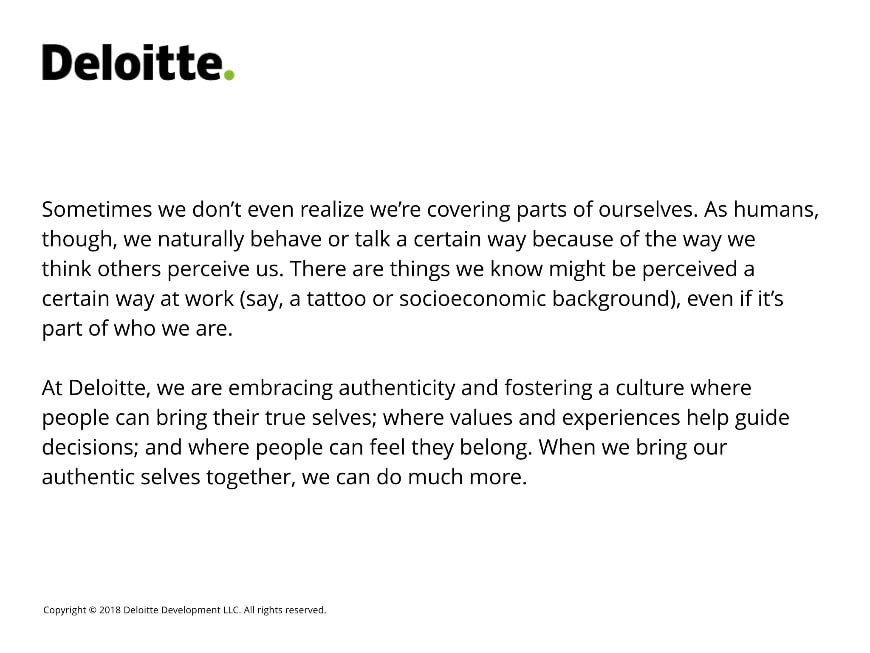 Deloitte.
Sometimes we don’t even realize we’re covering parts of ourselves. As humans,
though, we naturally behave or talk a certain way because of the way we
think others perceive us. There are things we know might be perceived a
certain way at work (say, a tattoo or socioeconomic background), even if it’s
part of who we are.
At Deloitte, we are embracing authenticity and fostering a culture where
people can bring their true selves; where values and experiences help guide
decisions; and where people can feel they belong. When we bring our
authentic selves together, we can do much more.
Copyright © 2018 Deloitte Development LLC. All rights reserved.